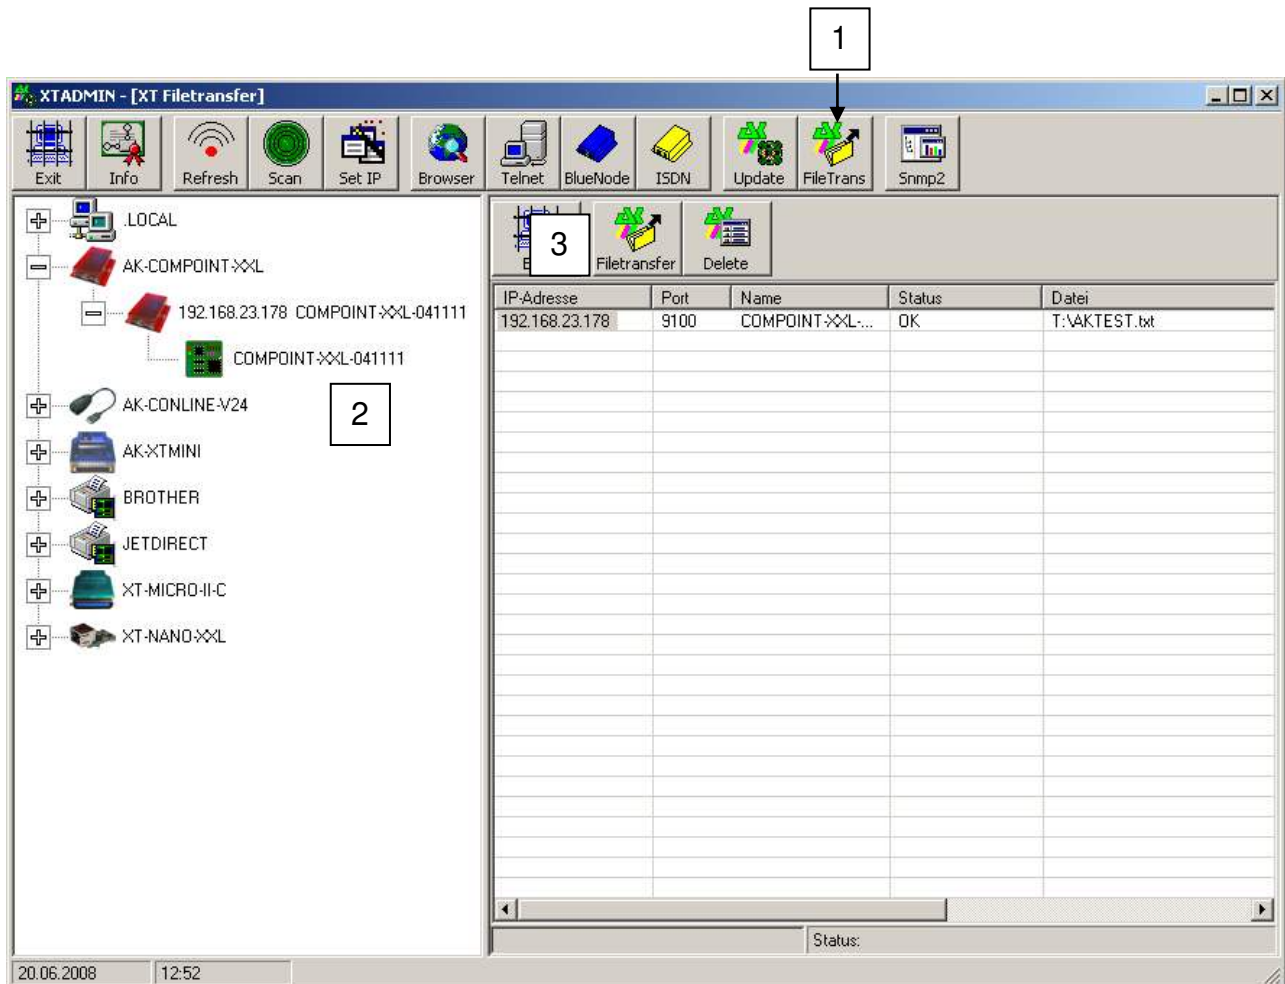 1
XTADMIN - [XT Filetransfer]
Exit Info Refresh Scan Set IP Browser Telnet BlueNode ISDN Update FileTrans Snmp2
.LOCAL
AK-COMPOINT-XXL
192.168.23.178 COMPOINT-XXL-041111
COMPOINT-XXL-041111
AK-CONLINE-V24
2
AK-XTMINI
BROTHER
JETDIRECT
XT-MICRO-II-C
XT-NANO-XXL
3
Filetransfer Delete
IP-Adresse Port Name Status Datei
192.168.23.178 9100 COMPOINT-XXL-... OK T:\AKTEST.txt
Status:
20.06.2008 12:52